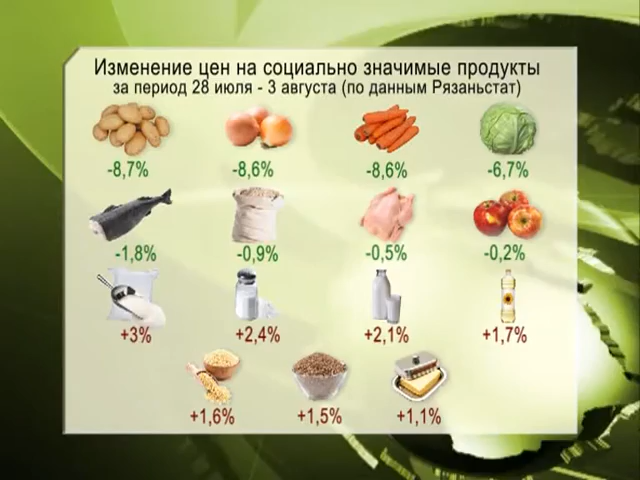 Изменение цен на социально значимые продукты
за период 28 июля - 3 августа (по данным Рязаньстат)
-8,7% -8,6% -8,6% -6,7%
-1,8% -0,9% -0,5% -0,2%
+3% +2,4% +2,1% +1,7%
+1,6% +1,5% +1,1%